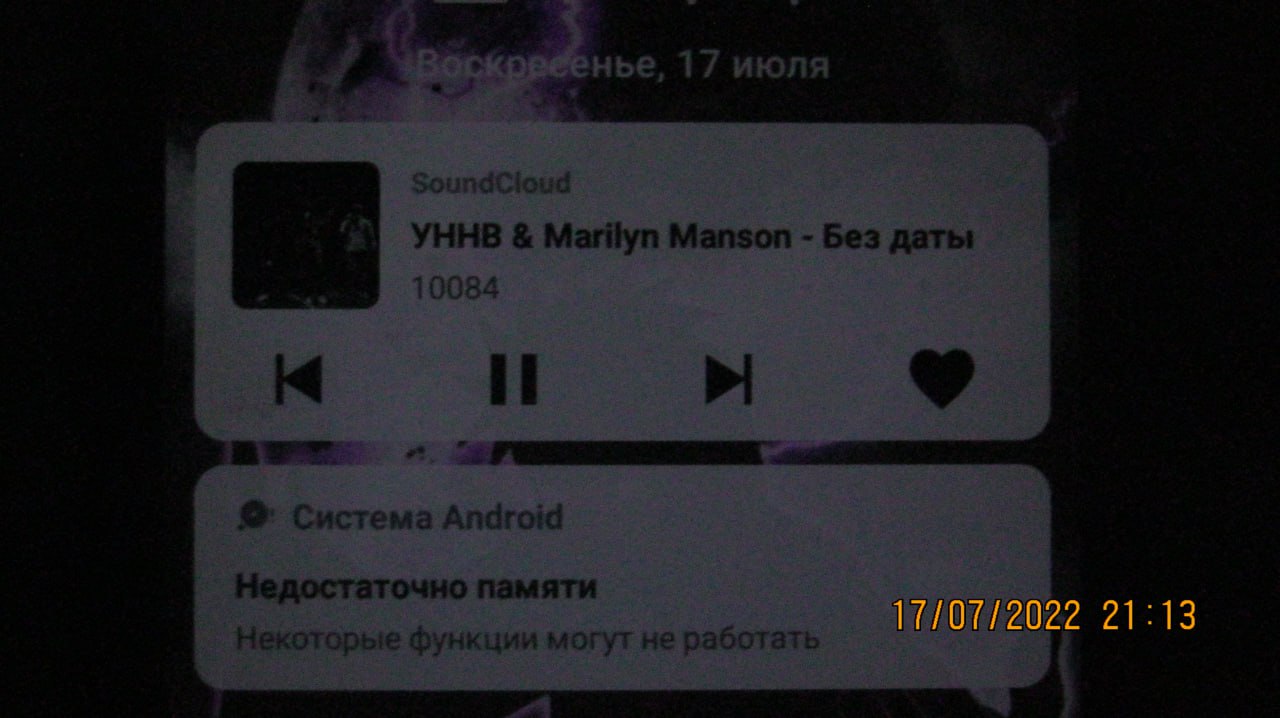 Воскресенье, 17 июля
SoundCloud
УННВ & Marilyn Manson - Без даты
10084
Система Android
Недостаточно памяти
Некоторые функции могут не работать
17/07/2022 21:13